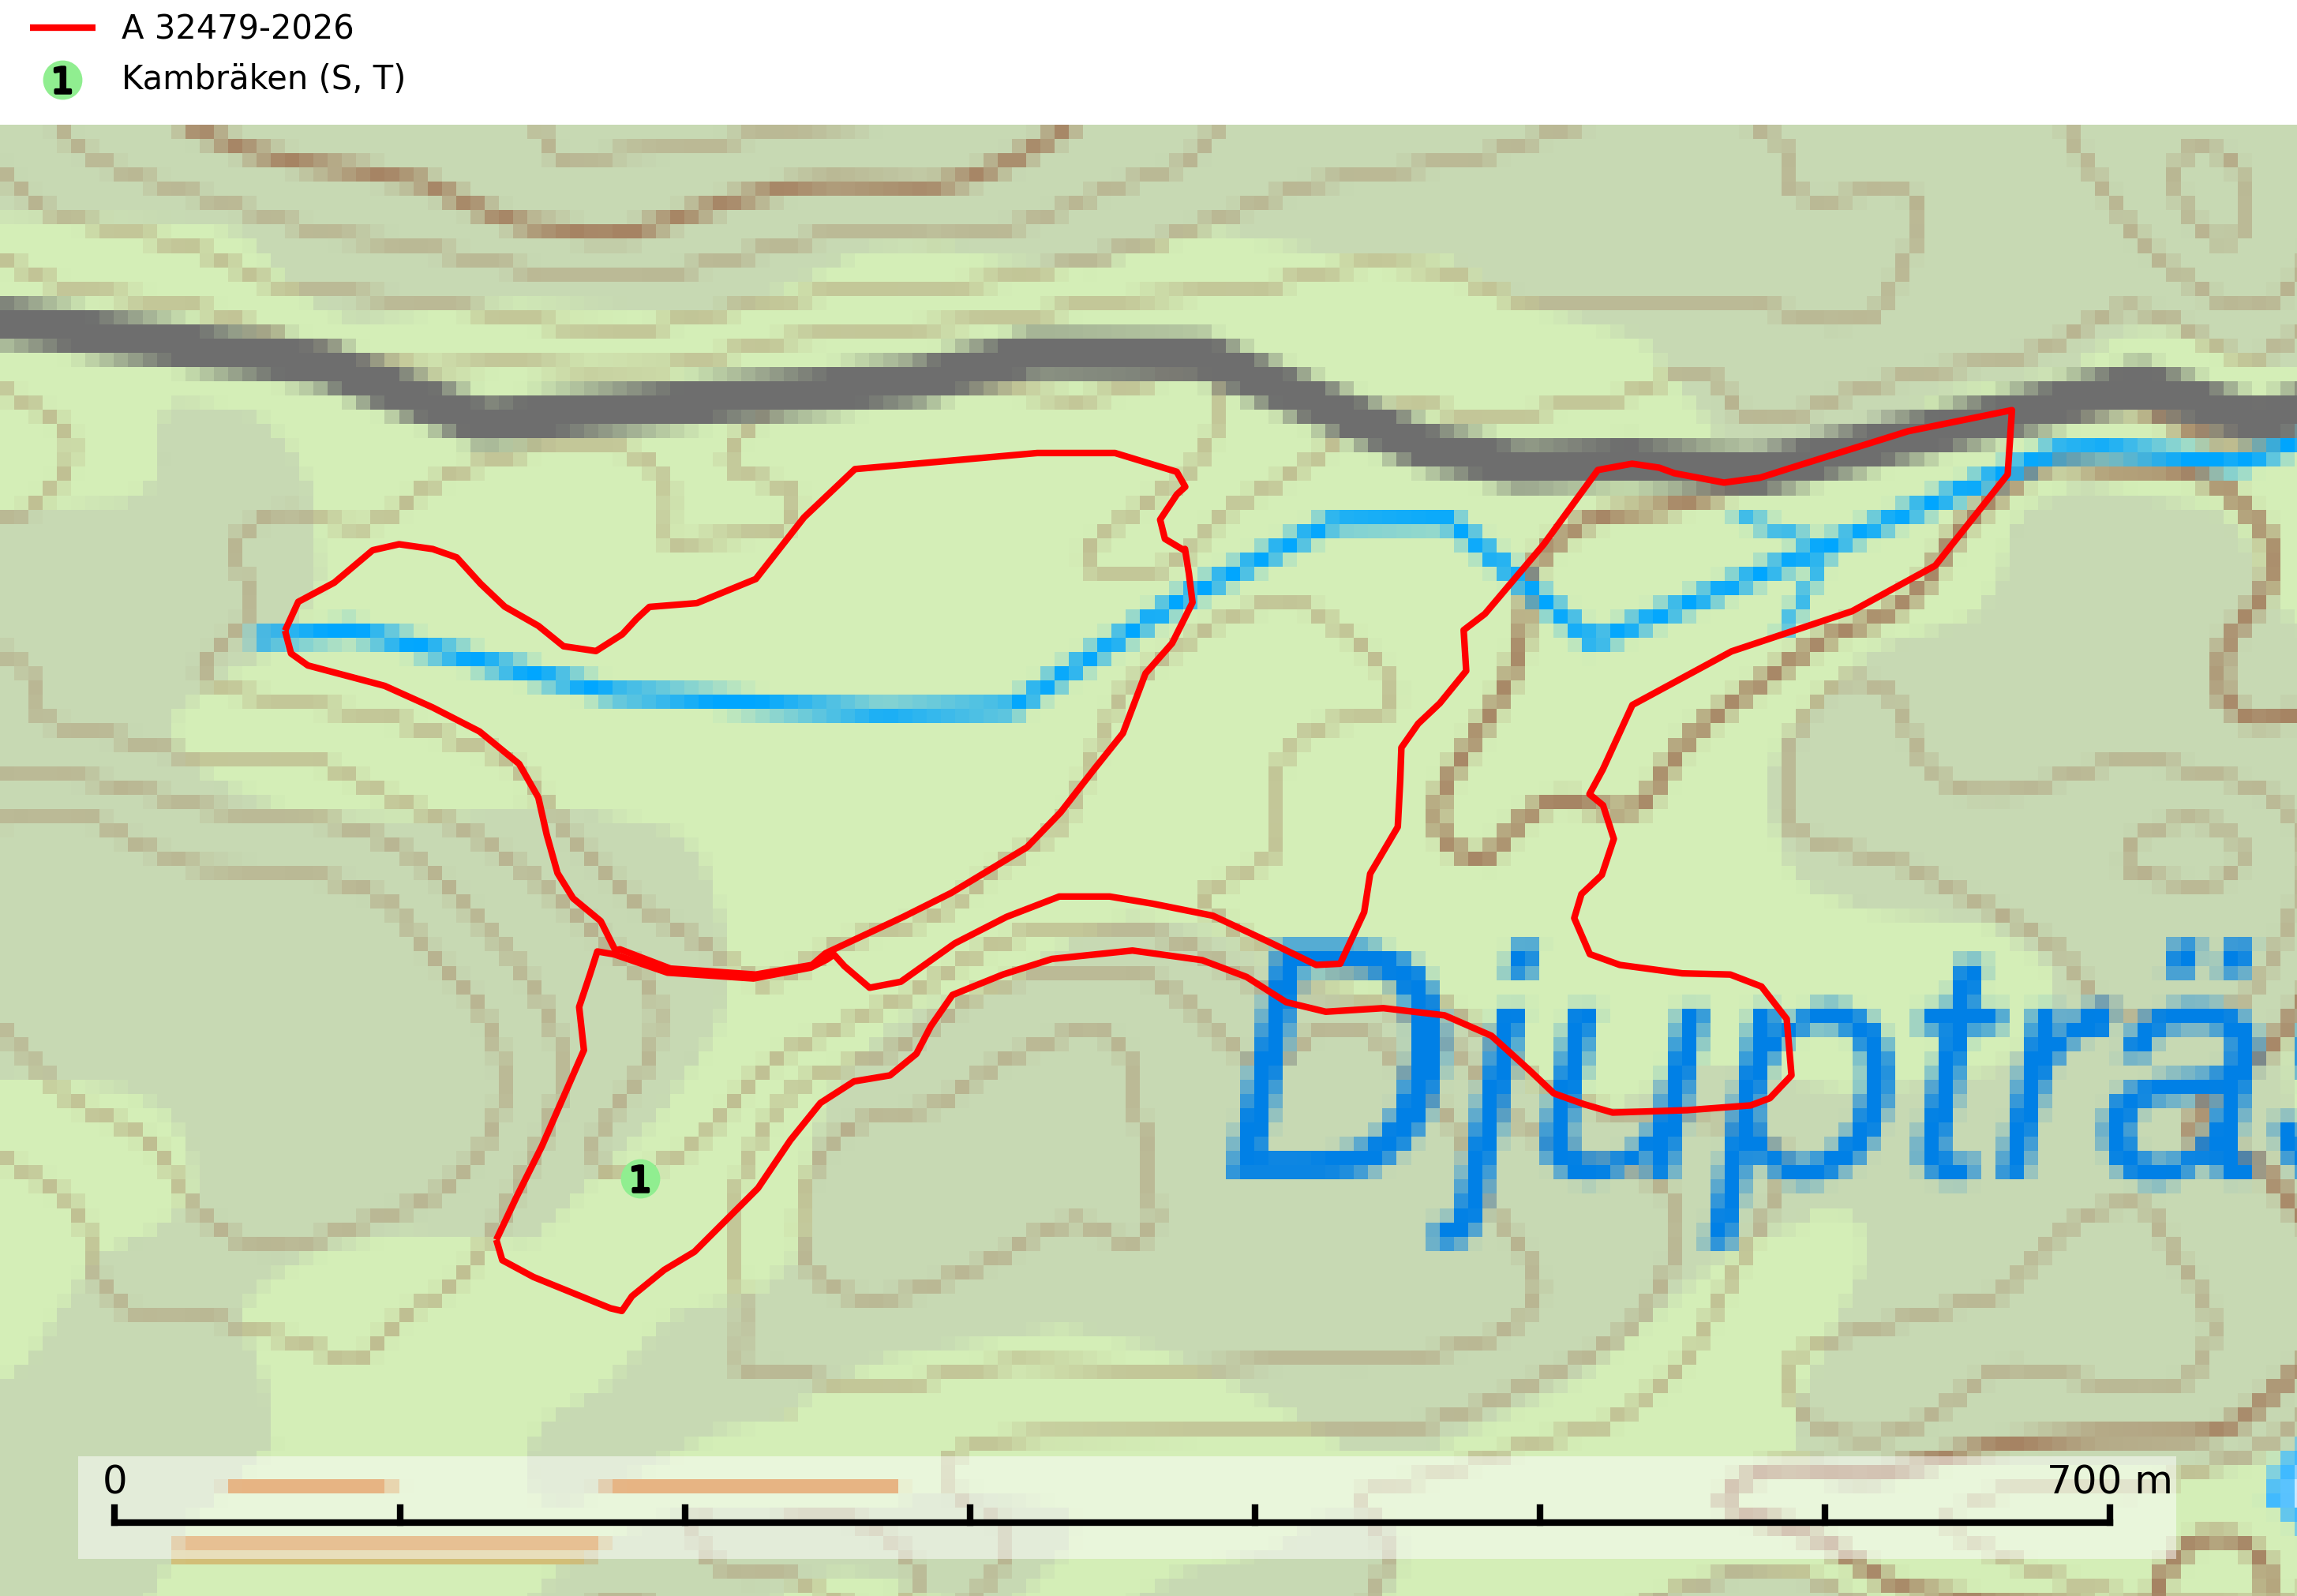 A 32479-2026
1 Kambräken (S, T)
1
Djupträ
0 700 m